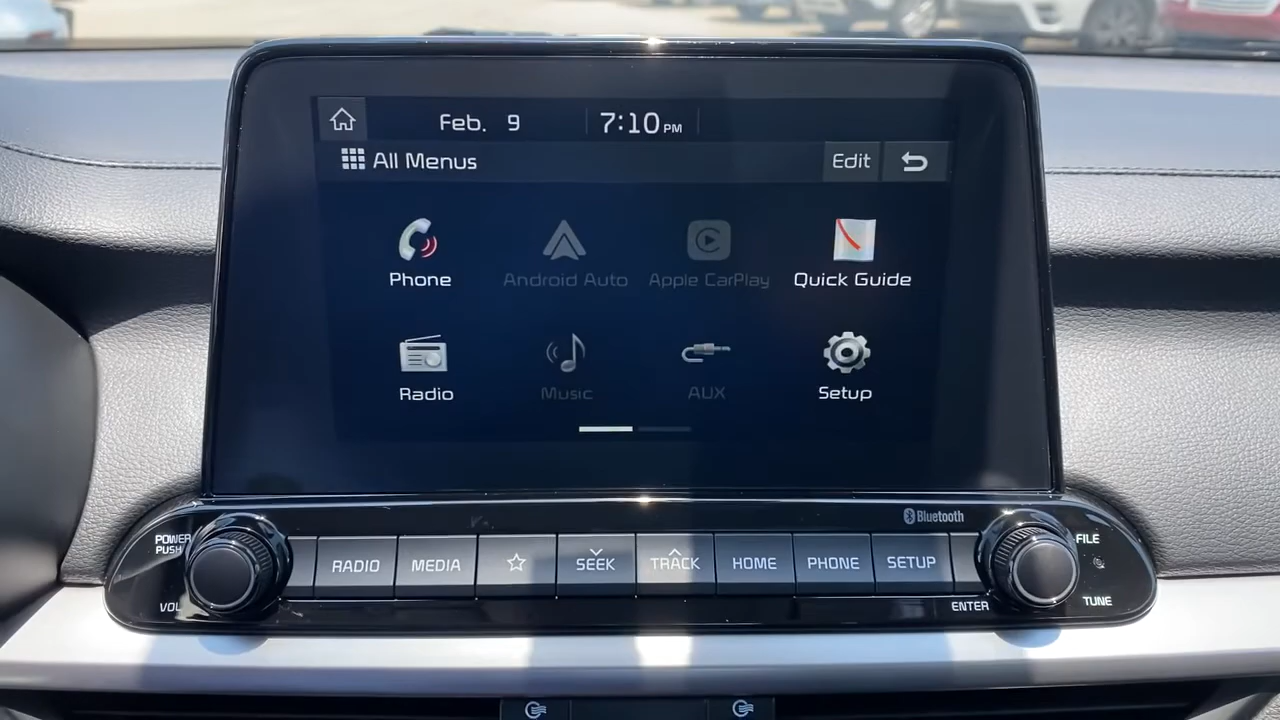 Feb. 9 7:10 PM
All Menus Edit
Phone Android Auto Apple CarPlay Quick Guide
Radio Music AUX Setup
Bluetooth
POWER PUSH FILE
RADIO MEDIA SEEK TRACK HOME PHONE SETUP
VOL ENTER TUNE